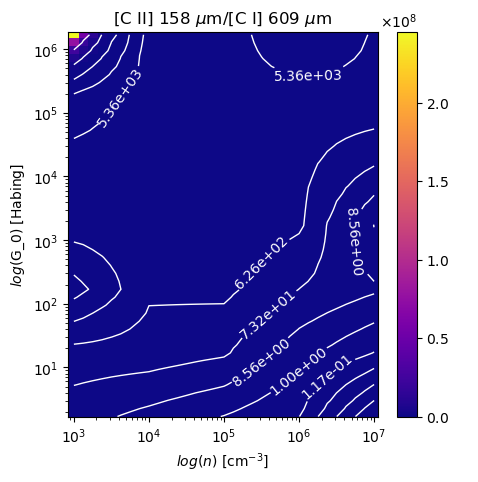 [C II] 158 μm/[C I] 609 μm
×10⁸
10⁶
10⁵
10⁴
10³
10²
10¹
log(G_0) [Habing]
5.36e+03
5.36e+03
6.26e+02
8.56e+00
7.32e+01
8.56e+00
1.00e+00
1.17e-01
2.0
1.5
1.0
0.5
0.0
10³
10⁴
10⁵
10⁶
10⁷
log(n) [cm⁻³]